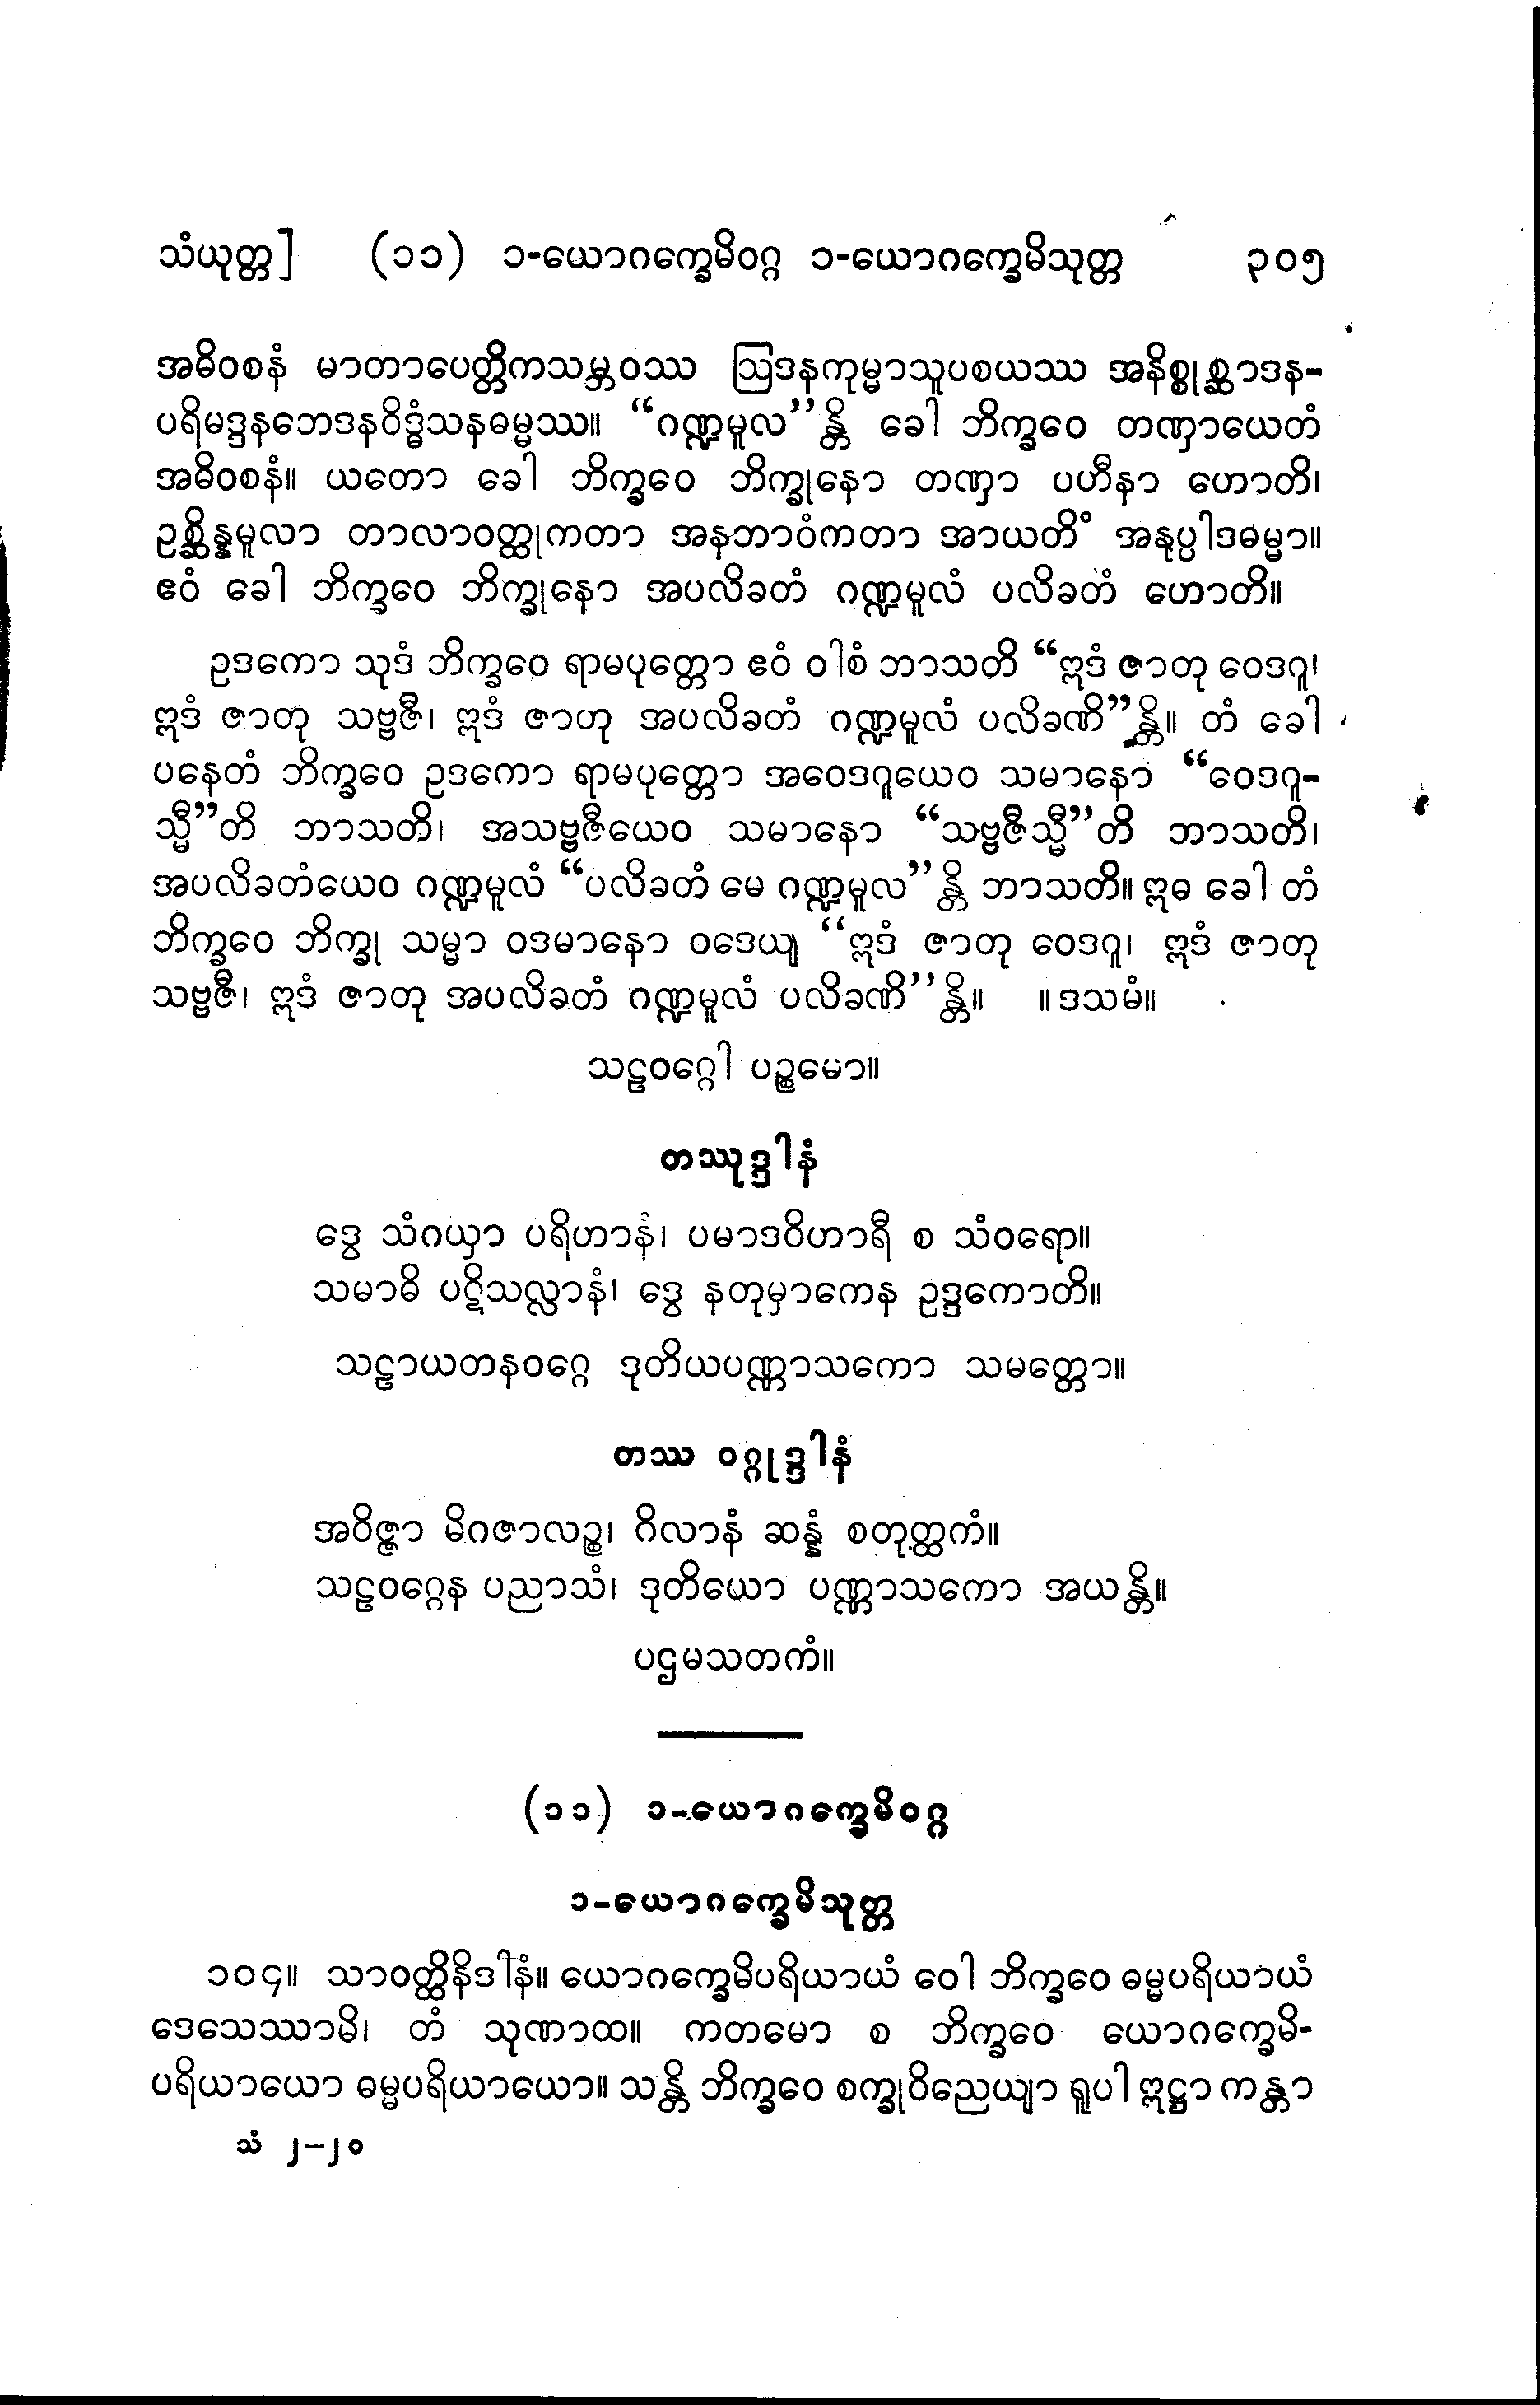 သံယုတ္တ] (၁၁) ၁-ယောဂက္ခေမိဝဂ္ဂ ၁-ယောဂက္ခေမိသုတ္တ ၃၀၅
အဓိဝစနံ မာတာပေတ္တိကသမ္ဘဝဿ ဩဒနကုမ္မာသူပစယဿ အနိစ္စုစ္ဆာဒန-
ပရိမဒ္ဒနဘေဒနဝိဒ္ဓံသနဓမ္မဿ။ “ဂဏ္ဍမူလ”န္တိ ခေါ ဘိက္ခဝေ တဏှာယေတံ
အဓိဝစနံ။ ယတော ခေါ ဘိက္ခဝေ ဘိက္ခုနော တဏှာ ပဟီနာ ဟောတိ၊
ဥစ္ဆိန္နမူလာ တာလာဝတ္ထုကတာ အနဘာဝံကတာ အာယတိံ အနုပ္ပါဒဓမ္မာ။
ဧဝံ ခေါ ဘိက္ခဝေ ဘိက္ခုနော အပလိခတံ ဂဏ္ဍမူလံ ပလိခတံ ဟောတိ။
ဥဒကော သုဒံ ဘိက္ခဝေ ရာမပုတ္တော ဧဝံ ဝါစံ ဘာသတိ “ဣဒံ ဇာတု ဝေဒဂူ၊
ဣဒံ ဇာတု သဗ္ဗဇီ၊ ဣဒံ ဇာဟု အပလိခတံ ဂဏ္ဍမူလံ ပလိခဏိ”န္တိ။ တံ ခေါ
ပနေတံ ဘိက္ခဝေ ဥဒကော ရာမပုတ္တော အဝေဒဂူယေဝ သမာနော “ဝေဒဂူ-
သ္မီ”တိ ဘာသတိ၊ အသဗ္ဗဇီယေဝ သမာနော “သဗ္ဗဇီသ္မီ”တိ ဘာသတိ၊
အပလိခတံယေဝ ဂဏ္ဍမူလံ “ပလိခတံ မေ ဂဏ္ဍမူလ”န္တိ ဘာသတိ။ ဣဓ ခေါ တံ
ဘိက္ခဝေ ဘိက္ခု သမ္မာ ဝဒမာနော ဝဒေယျ “ဣဒံ ဇာတု ဝေဒဂူ၊ ဣဒံ ဇာတု
သဗ္ဗဇီ၊ ဣဒံ ဇာတု အပလိခတံ ဂဏ္ဍမူလံ ပလိခဏိ”န္တိ။ ။ဒသမံ။
သဠဝဂ္ဂေါ ပဉ္စမော။
တဿုဒ္ဒါနံ
ဒွေ သံဂယှာ ပရိဟာနံ၊ ပမာဒဝိဟာရီ စ သံဝရော။
သမာဓိ ပဋိသလ္လာနံ၊ ဒွေ နတုမှာကေန ဥဒ္ဒကောတိ။
သဠာယတနဝဂ္ဂေ ဒုတိယပဏ္ဏာသကော သမတ္တော။
တဿ ဝဂ္ဂုဒ္ဒါနံ
အဝိဇ္ဇာ မိဂဇာလဉ္စ၊ ဂိလာနံ ဆန္နံ စတုတ္ထကံ။
သဠဝဂ္ဂေန ပညာသံ၊ ဒုတိယော ပဏ္ဏာသကော အယန္တိ။
ပဌမသတကံ။
(၁၁) ၁-ယောဂက္ခေမိဝဂ္ဂ
၁-ယောဂက္ခေမိသုတ္တ
၁၀၄။ သာဝတ္ထိနိဒါနံ။ ယောဂက္ခေမိပရိယာယံ ဝေါ ဘိက္ခဝေ ဓမ္မပရိယာယံ
ဒေသေဿာမိ၊ တံ သုဏာထ။ ကတမော စ ဘိက္ခဝေ ယောဂက္ခေမိ-
ပရိယာယော ဓမ္မပရိယာယော။ သန္တိ ဘိက္ခဝေ စက္ခုဝိညေယျာ ရူပါ ဣဋ္ဌာ ကန္တာ
သံ ၂-၂၀